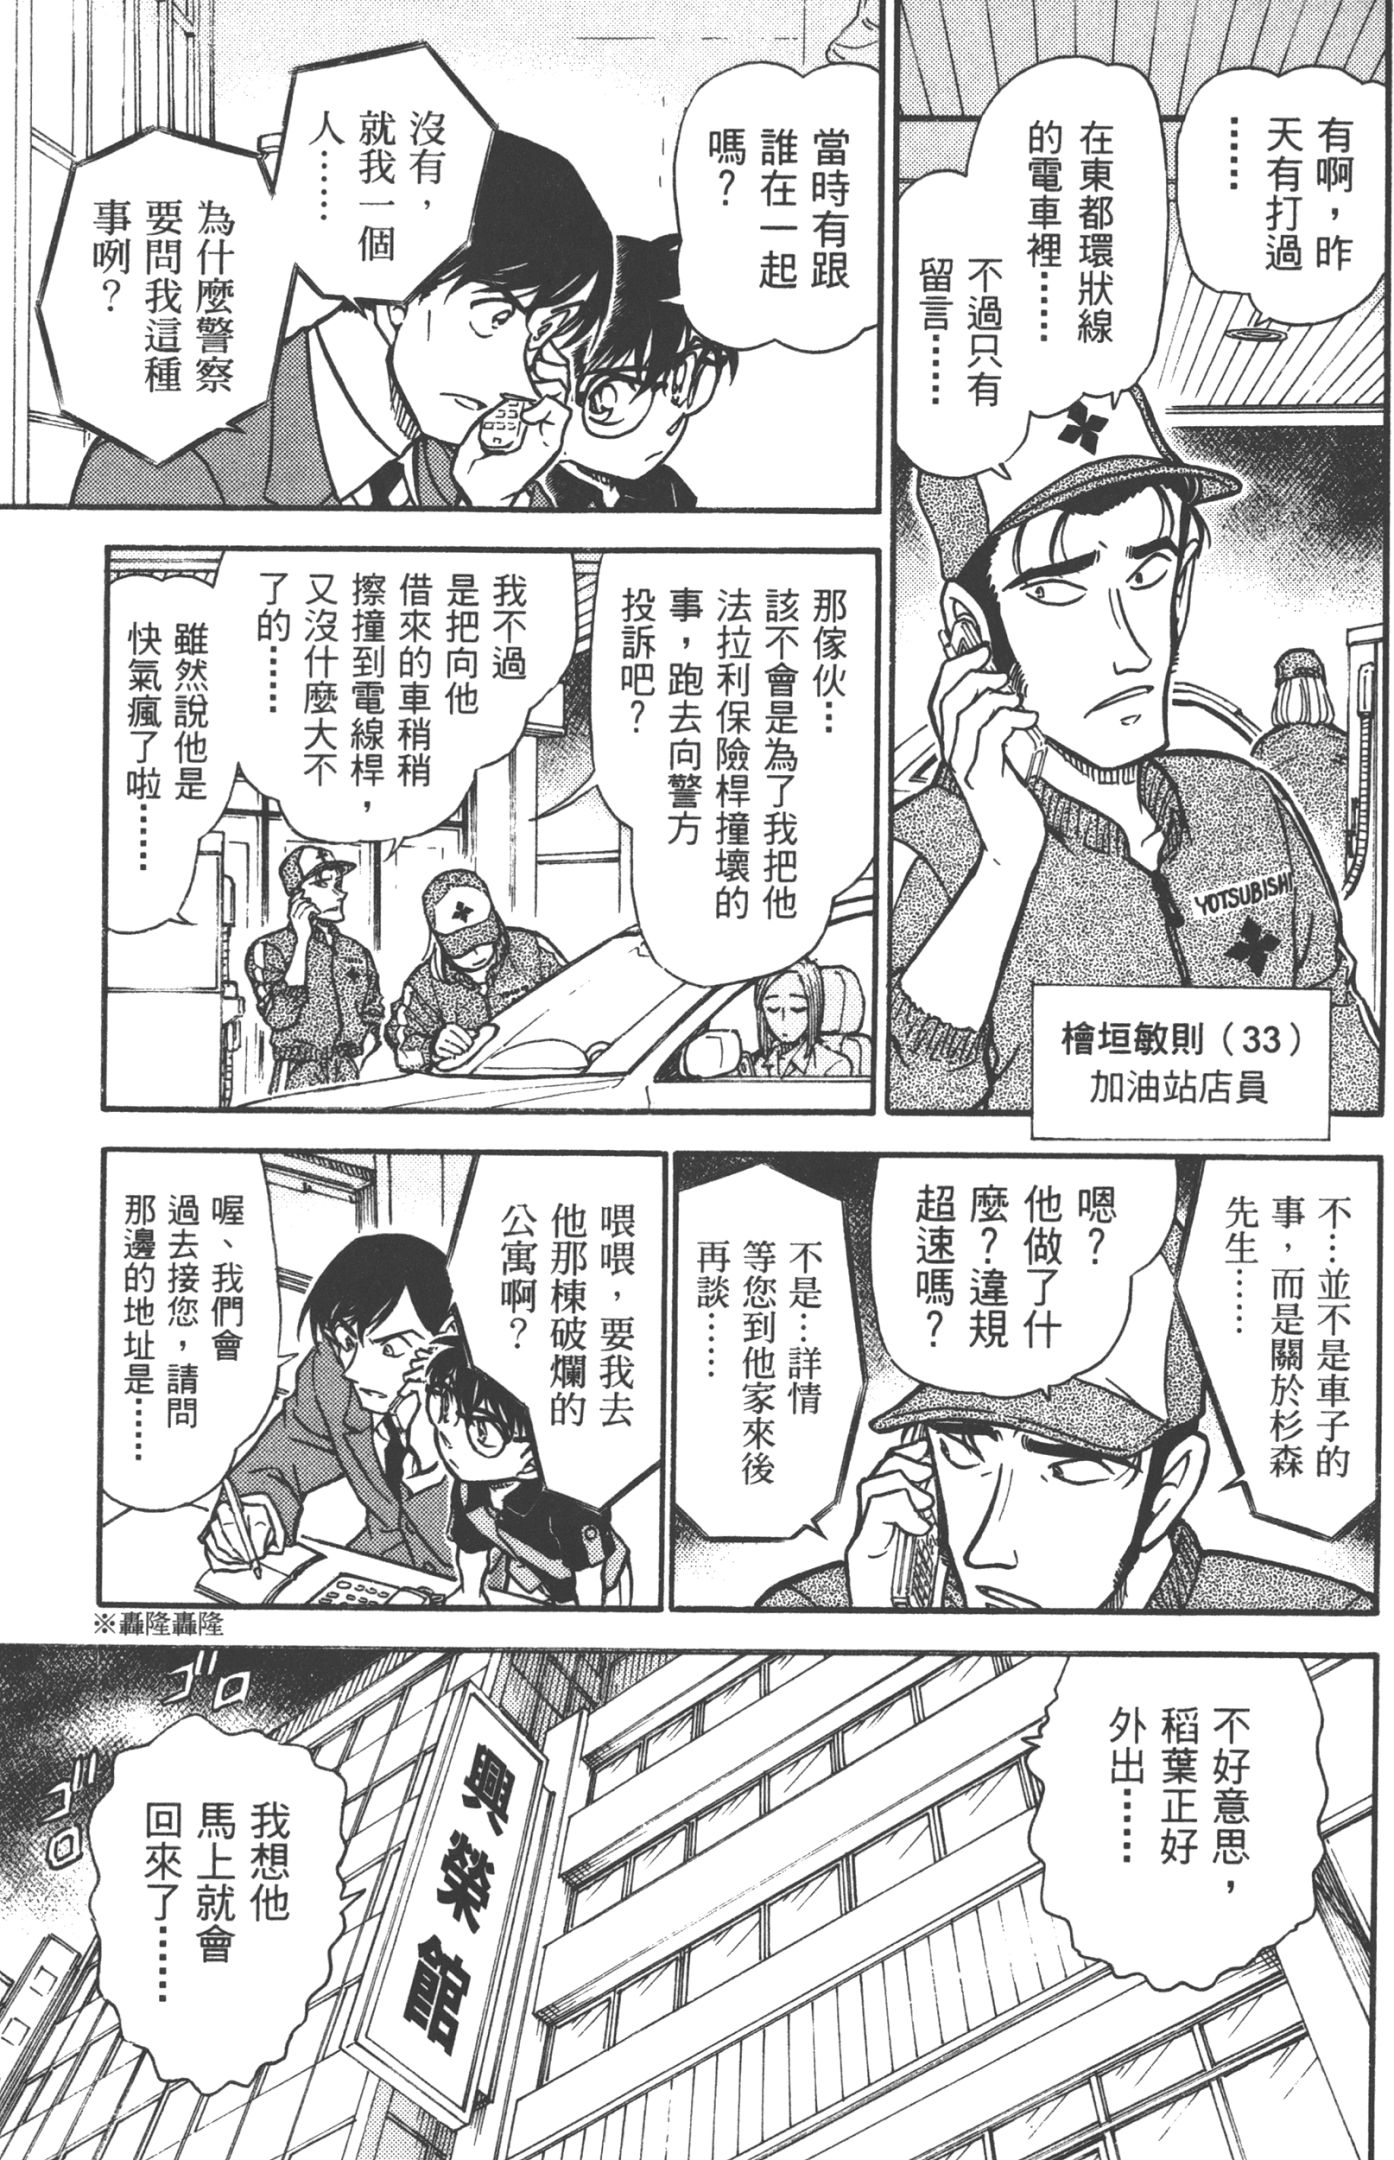 有啊，昨
天有打過
……
在東都環狀線
的電車裡……
不過只有
留言……
YOTSUBISHI
檜垣敏則（33）
加油站店員
當時有跟
誰在一起
嗎？
沒有，
就我一個
人……
為什麼警察
要問我這種
事咧？
那傢伙…
該不會是為了我把他
法拉利保險桿撞壞的
事，跑去向警方
投訴吧？
我不過
是把向他
借來的車稍稍
擦撞到電線桿，
又沒什麼大不
了的……
雖然說他是
快氣瘋了啦……
不…並不是車子的
事，而是關於杉森
先生……
嗯？
他做了什
麼？違規
超速嗎？
不是…詳情
等您到他家來後
再談……
喂喂，要我去
他那棟破爛的
公寓啊？
喔、我們會
過去接您，請問
那邊的地址是……
※轟隆轟隆
不好意思，
稻葉正好
外出……
ゴロ
ゴロ
興榮館
我想他
馬上就會
回來了……